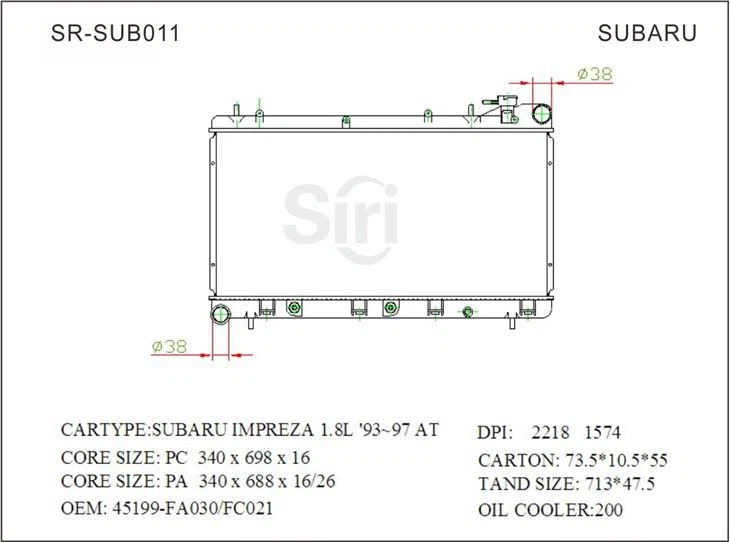 SR-SUB011 SUBARU
Ø38
Siri
Ø38
CARTYPE:SUBARU IMPREZA 1.8L '93~97 AT
CORE SIZE: PC 340 x 698 x 16
CORE SIZE: PA 340 x 688 x 16/26
OEM: 45199-FA030/FC021
DPI: 2218 1574
CARTON: 73.5*10.5*55
TAND SIZE: 713*47.5
OIL COOLER:200